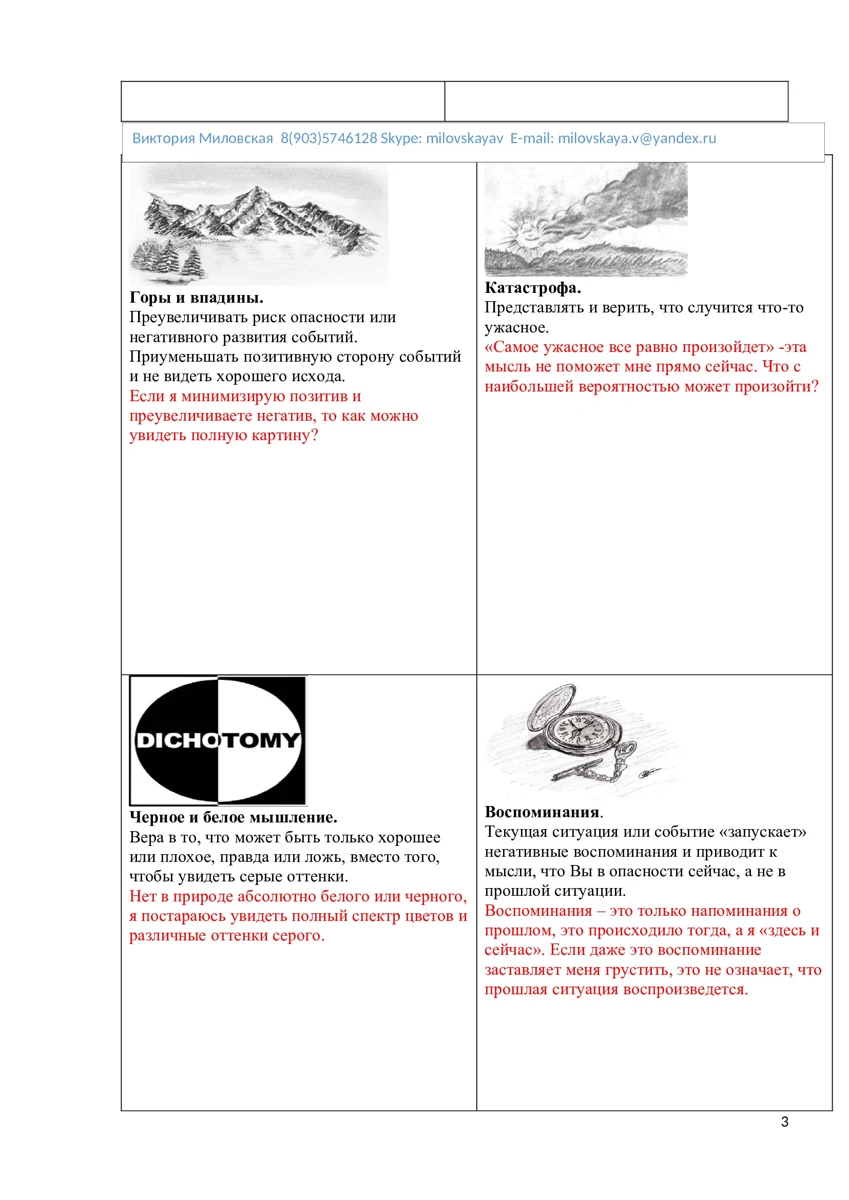 Виктория Миловская  8(903)5746128 Skype: milovskayav  E-mail: milovskaya.v@yandex.ru
Горы и впадины.
Преувеличивать риск опасности или
негативного развития событий.
Приуменьшать позитивную сторону событий
и не видеть хорошего исхода.
Если я минимизирую позитив и
преувеличиваете негатив, то как можно
увидеть полную картину?
Катастрофа.
Представлять и верить, что случится что-то
ужасное.
«Самое ужасное все равно произойдет» -эта
мысль не поможет мне прямо сейчас. Что с
наибольшей вероятностью может произойти?
DICHOTOMY
Черное и белое мышление.
Вера в то, что может быть только хорошее
или плохое, правда или ложь, вместо того,
чтобы увидеть серые оттенки.
Нет в природе абсолютно белого или черного,
я постараюсь увидеть полный спектр цветов и
различные оттенки серого.
Воспоминания.
Текущая ситуация или событие «запускает»
негативные воспоминания и приводит к
мысли, что Вы в опасности сейчас, а не в
прошлой ситуации.
Воспоминания – это только напоминания о
прошлом, это происходило тогда, а я «здесь и
сейчас». Если даже это воспоминание
заставляет меня грустить, это не означает, что
прошлая ситуация воспроизведется.
3